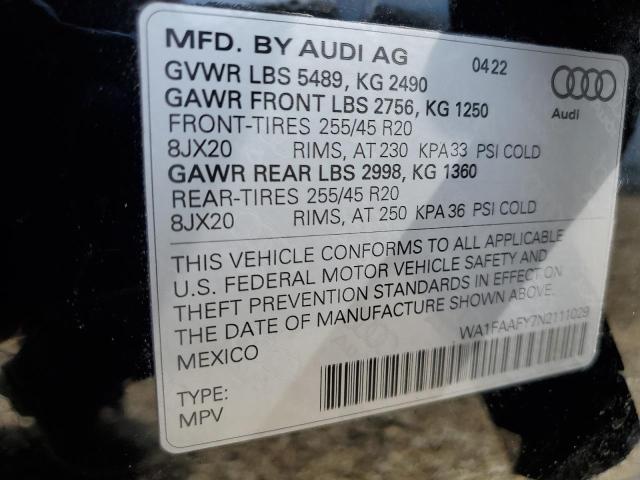 MFD. BY AUDI AG 0422
GVWR LBS 5489, KG 2490
GAWR FRONT LBS 2756, KG 1250
FRONT-TIRES 255/45 R20
8JX20 RIMS, AT 230 KPA 33 PSI COLD
GAWR REAR LBS 2998, KG 1360
REAR-TIRES 255/45 R20
8JX20 RIMS, AT 250 KPA 36 PSI COLD
Audi
THIS VEHICLE CONFORMS TO ALL APPLICABLE
U.S. FEDERAL MOTOR VEHICLE SAFETY AND
THEFT PREVENTION STANDARDS IN EFFECT ON
THE DATE OF MANUFACTURE SHOWN ABOVE.
MEXICO
WA1FAAFY7N2111029
TYPE:
MPV